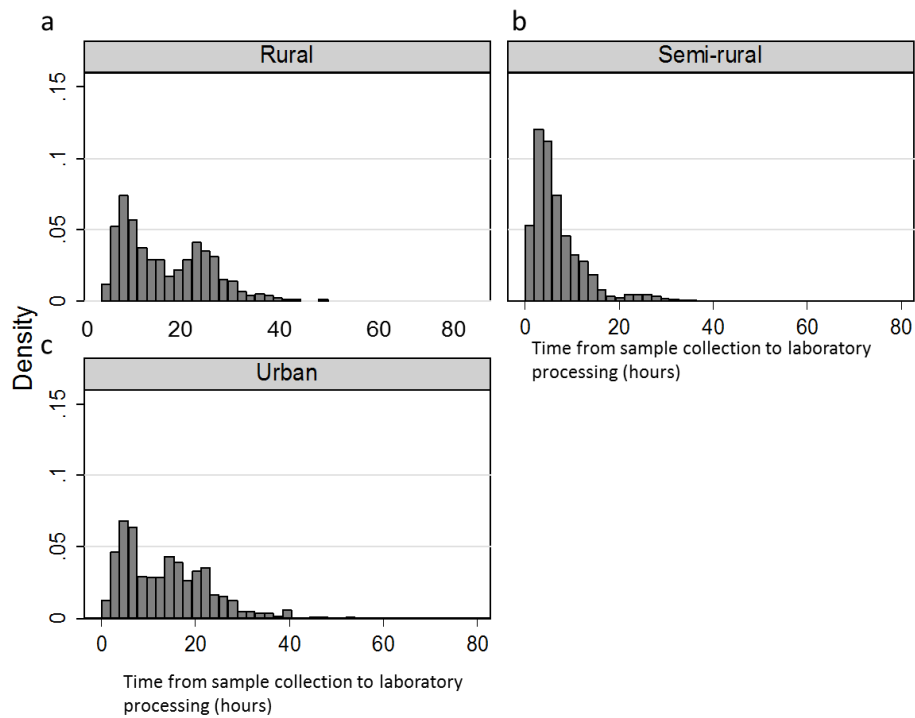 a
Rural
.15
.1
.05
0
0 20 40 60 80
b
Semi-rural
0 20 40 60 80
Time from sample collection to laboratory
processing (hours)
Density
c
Urban
.15
.1
.05
0
0 20 40 60 80
Time from sample collection to laboratory
processing (hours)